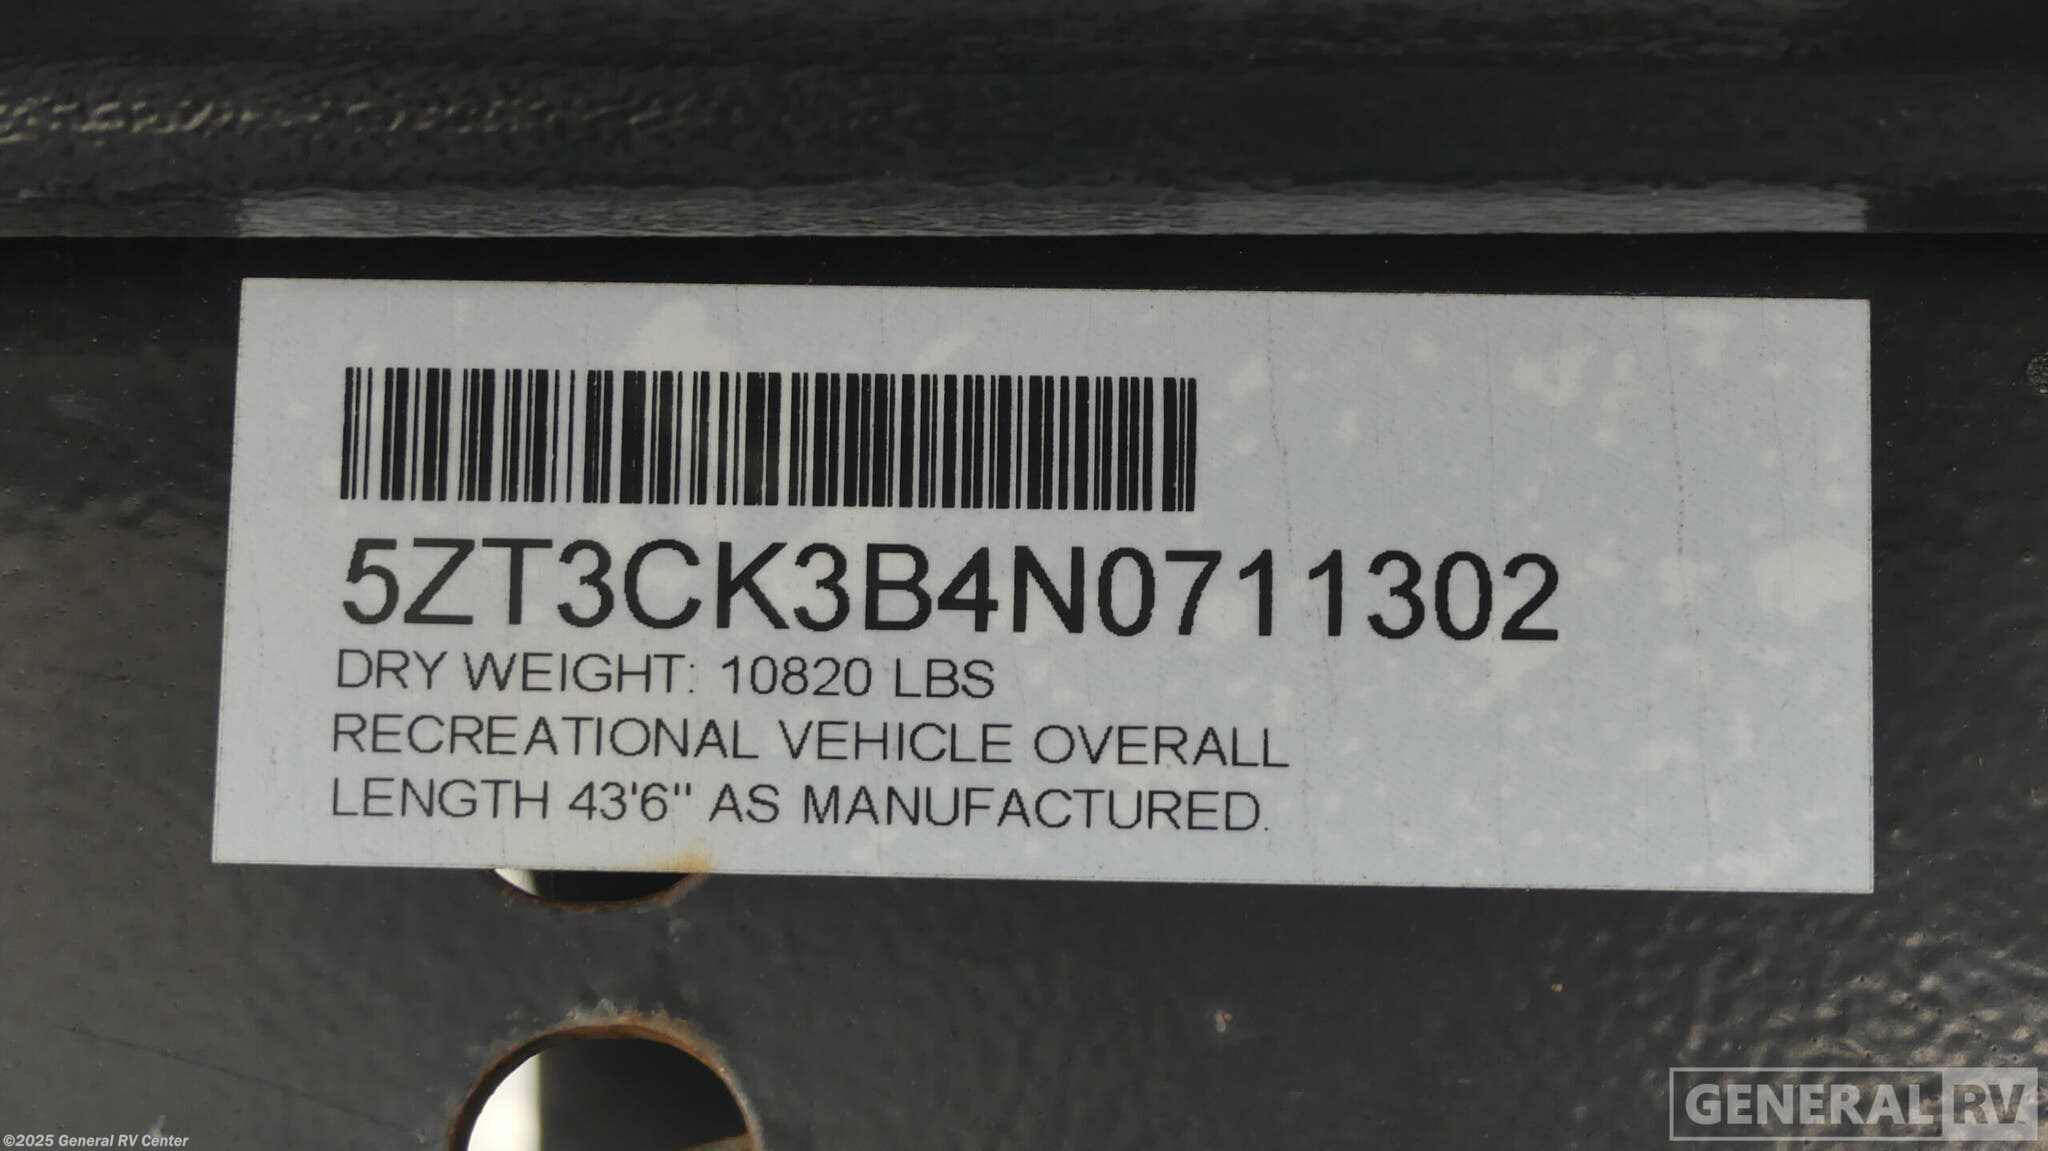 5ZT3CK3B4N0711302
DRY WEIGHT: 10820 LBS
RECREATIONAL VEHICLE OVERALL
LENGTH 43'6" AS MANUFACTURED.
GENERAL RV
©2025 General RV Center